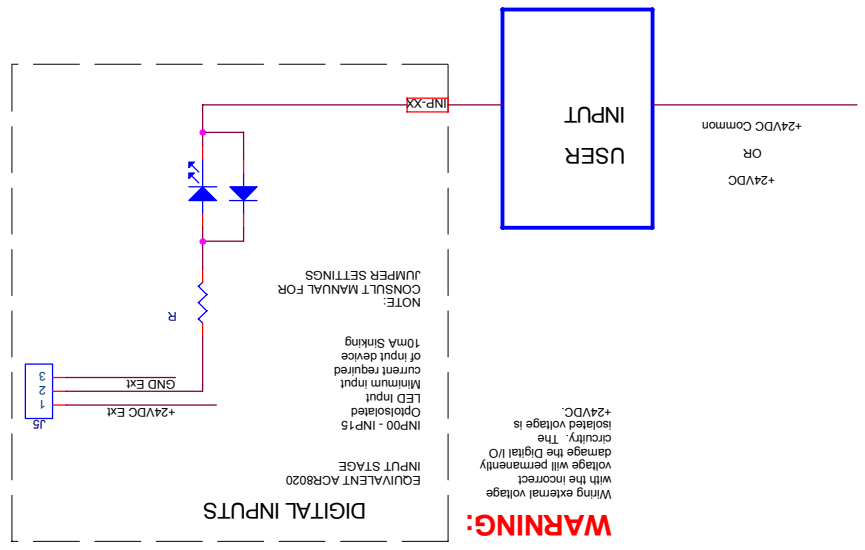 WARNING:
Wiring external voltage
with the incorrect
voltage will permanently
damage the Digital I/O
circuitry. The
isolated voltage is
+24VDC.
DIGITAL INPUTS
EQUIVALENT ACR8020
INPUT STAGE
INP00 - INP15
OptoIsolated
LED Input
Minimum input
current required
of input device
10mA Sinking
NOTE:
CONSULT MANUAL FOR
JUMPER SETTINGS
J5
1
2
3
+24VDC Ext
GND Ext
R
+24VDC
OR
+24VDC Common
USER
INPUT
INP-XX